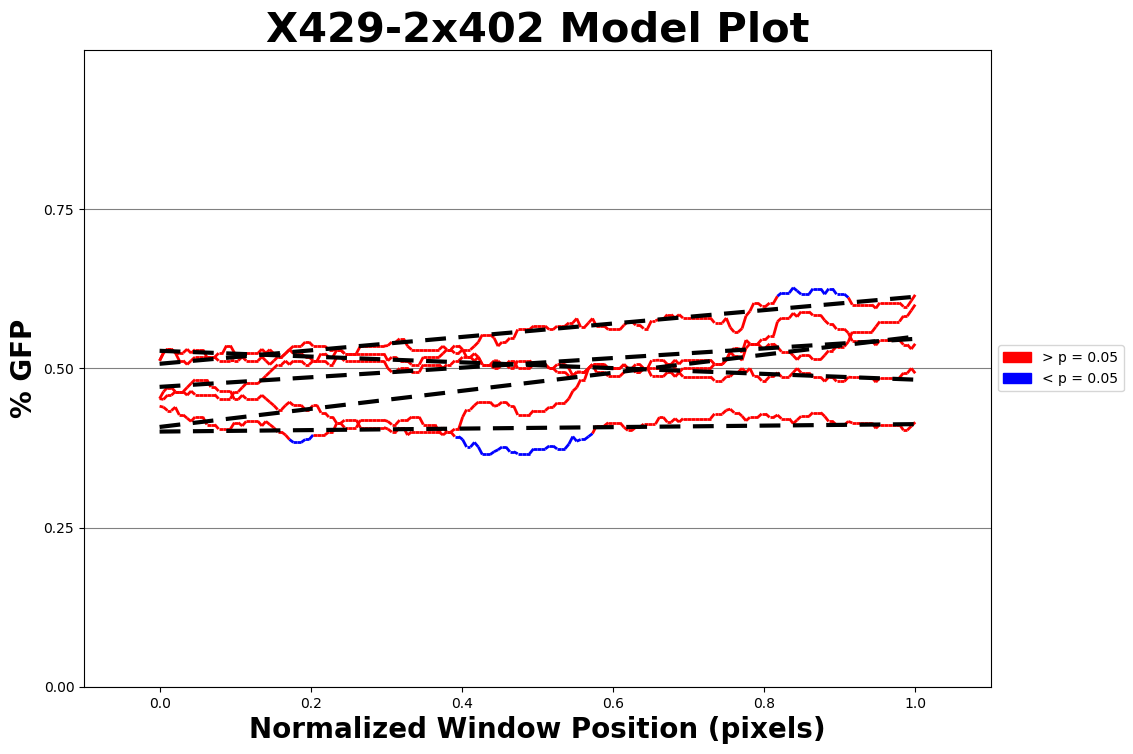 X429-2x402 Model Plot
% GFP
0.75
0.50
0.25
0.00
0.0 0.2 0.4 0.6 0.8 1.0
Normalized Window Position (pixels)
> p = 0.05
< p = 0.05